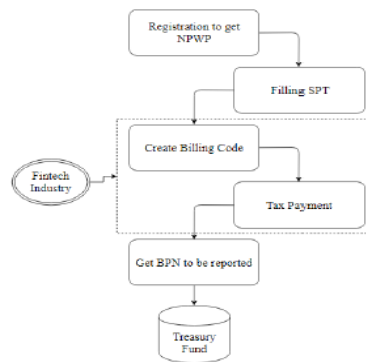 Registration to get
NPWP
Filling SPT
Create Billing Code
Fintech
Industry
Tax Payment
Get BPN to be reported
Treasury
Fund